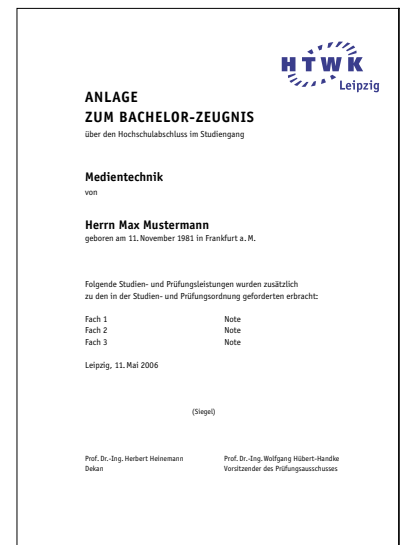 HTWK
Leipzig
ANLAGE
ZUM BACHELOR-ZEUGNIS
über den Hochschulabschluss im Studiengang
Medientechnik
von
Herrn Max Mustermann
geboren am 11. November 1981 in Frankfurt a. M.
Folgende Studien- und Prüfungsleistungen wurden zusätzlich
zu den in der Studien- und Prüfungsordnung geforderten erbracht:
Fach 1 Note
Fach 2 Note
Fach 3 Note
Leipzig, 11. Mai 2006
(Siegel)
Prof. Dr.-Ing. Herbert Heinemann Prof. Dr.-Ing. Wolfgang Hübert-Handke
Dekan Vorsitzender des Prüfungsausschusses